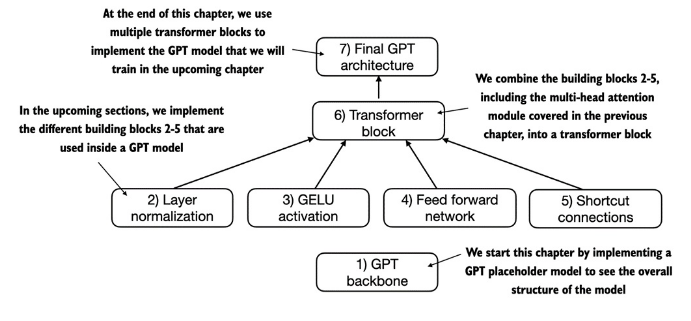 At the end of this chapter, we use
multiple transformer blocks to
implement the GPT model that we will
train in the upcoming chapter
7) Final GPT
architecture
We combine the building blocks 2-5,
including the multi-head attention
module covered in the previous
chapter, into a transformer block
In the upcoming sections, we implement
the different building blocks 2-5 that are
used inside a GPT model
6) Transformer
block
2) Layer
normalization
3) GELU
activation
4) Feed forward
network
5) Shortcut
connections
1) GPT
backbone
We start this chapter by implementing a
GPT placeholder model to see the overall
structure of the model